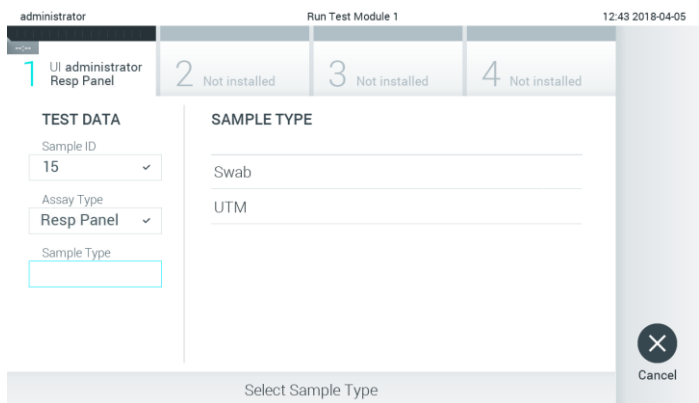 administrator
Run Test Module 1
12:43 2018-04-05
--:--
1
UI administrator
Resp Panel
2
Not installed
3
Not installed
4
Not installed
TEST DATA
Sample ID
15
Assay Type
Resp Panel
Sample Type
SAMPLE TYPE
Swab
UTM
Cancel
Select Sample Type